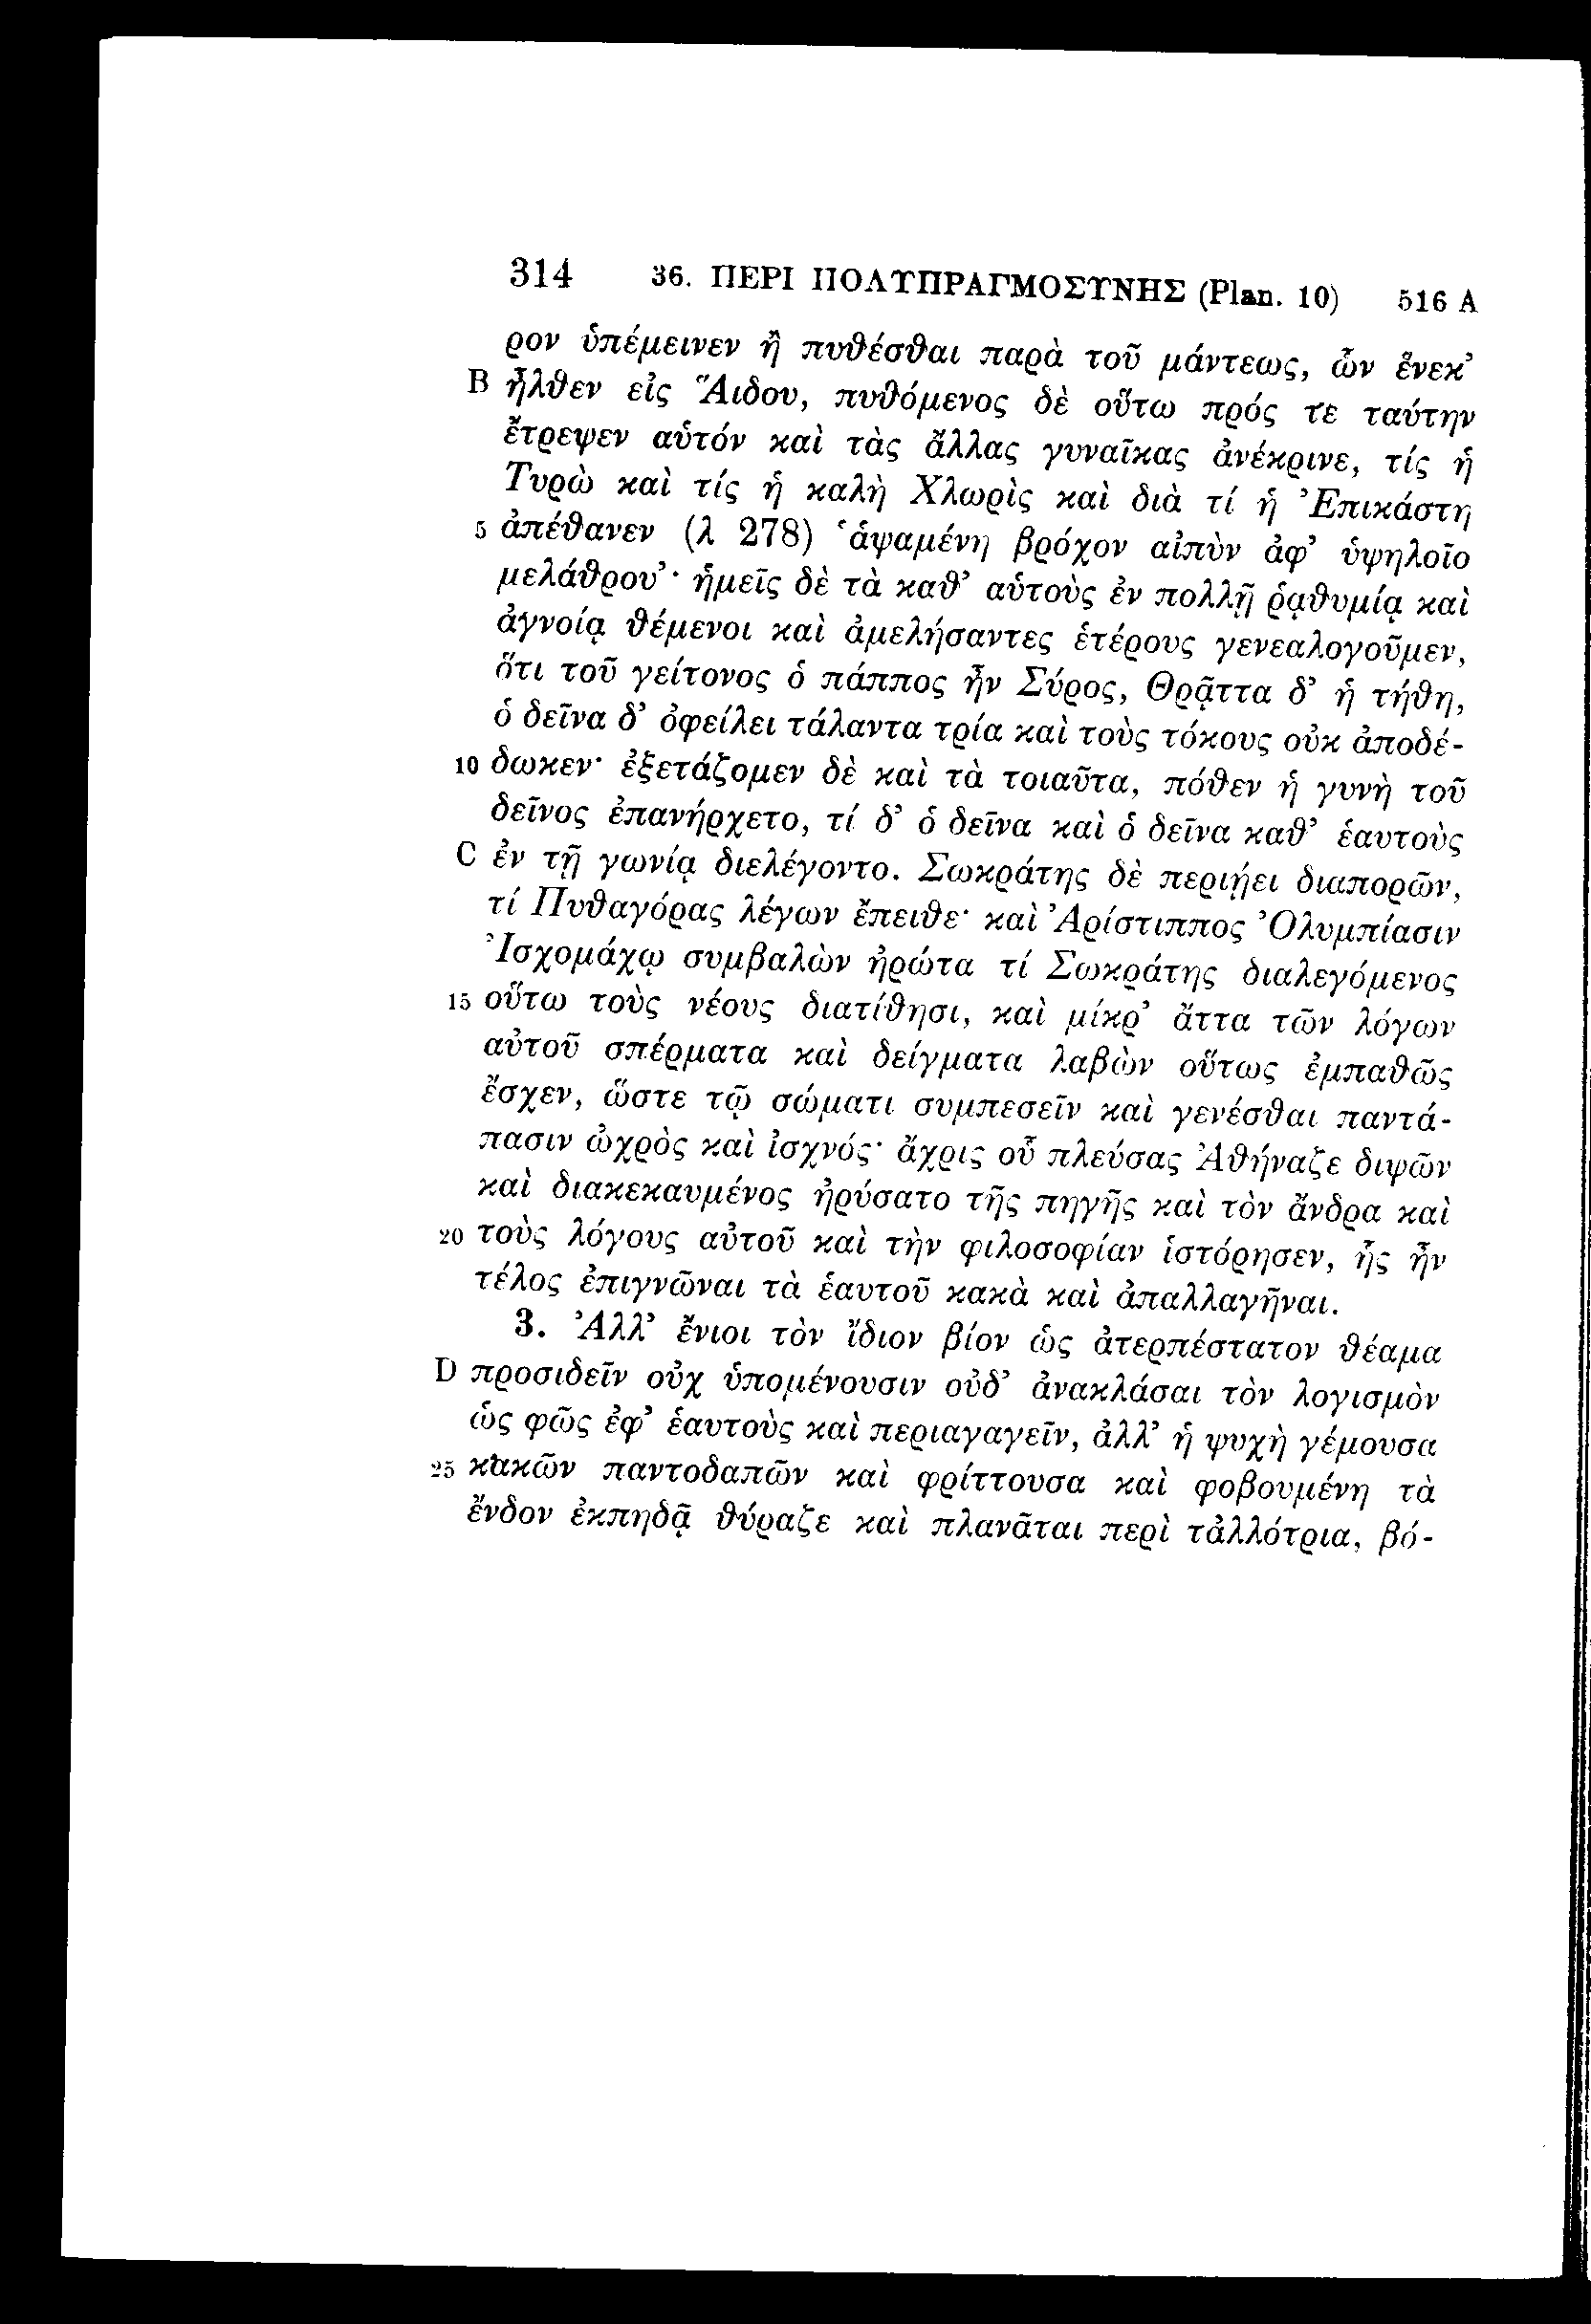 314 36. ΠΕΡΙ ΠΟΛΥΠΡΑΓΜΟΣΥΝΗΣ (Plan. 10) 516 A
ρον ὑπέμεινεν ἢ πυθέσθαι παρὰ τοῦ μάντεως, ὧν ἕνεκ’
B ἦλθεν εἰς Ἅιδου, πυθόμενος δὲ οὕτω πρός τε ταύτην
ἔτρεψεν αὑτόν καὶ τὰς ἄλλας γυναῖκας ἀνέκρινε, τίς ἡ
Τυρὼ καὶ τίς ἡ καλὴ Χλωρὶς καὶ διὰ τί ἡ Ἐπικάστη
5 ἀπέθανεν (λ 278) ‘ἁψαμένη βρόχον αἰπὺν ἀφ’ ὑψηλοῖο
μελάθρου’· ἡμεῖς δὲ τὰ καθ’ αὑτοὺς ἐν πολλῇ ῥᾳθυμίᾳ καὶ
ἀγνοίᾳ θέμενοι καὶ ἀμελήσαντες ἑτέρους γενεαλογοῦμεν,
ὅτι τοῦ γείτονος ὁ πάππος ἦν Σύρος, Θρᾷττα δ’ ἡ τήθη,
ὁ δεῖνα δ’ ὀφείλει τάλαντα τρία καὶ τοὺς τόκους οὐκ ἀποδέ-
10 δωκεν· ἐξετάζομεν δὲ καὶ τὰ τοιαῦτα, πόθεν ἡ γυνὴ τοῦ
δεῖνος ἐπανήρχετο, τί δ’ ὁ δεῖνα καὶ ὁ δεῖνα καθ’ ἑαυτοὺς
C ἐν τῇ γωνίᾳ διελέγοντο. Σωκράτης δὲ περιῄει διαπορῶν,
τί Πυθαγόρας λέγων ἔπειθε· καὶ Ἀρίστιππος Ὀλυμπίασιν
Ἰσχομάχῳ συμβαλὼν ἠρώτα τί Σωκράτης διαλεγόμενος
15 οὕτω τοὺς νέους διατίθησι, καὶ μίκρ’ ἄττα τῶν λόγων
αὐτοῦ σπέρματα καὶ δείγματα λαβὼν οὕτως ἐμπαθῶς
ἔσχεν, ὥστε τῷ σώματι συμπεσεῖν καὶ γενέσθαι παντά-
πασιν ὠχρὸς καὶ ἰσχνός· ἄχρις οὗ πλεύσας Ἀθήναζε διψῶν
καὶ διακεκαυμένος ἠρύσατο τῆς πηγῆς καὶ τὸν ἄνδρα καὶ
20 τοὺς λόγους αὐτοῦ καὶ τὴν φιλοσοφίαν ἱστόρησεν, ἧς ἦν
τέλος ἐπιγνῶναι τὰ ἑαυτοῦ κακὰ καὶ ἀπαλλαγῆναι.
3. Ἀλλ’ ἔνιοι τὸν ἴδιον βίον ὡς ἀτερπέστατον θέαμα
D προσιδεῖν οὐχ ὑπομένουσιν οὐδ’ ἀνακλάσαι τὸν λογισμὸν
ὡς φῶς ἐφ’ ἑαυτοὺς καὶ περιαγαγεῖν, ἀλλ’ ἡ ψυχὴ γέμουσα
25 κακῶν παντοδαπῶν καὶ φρίττουσα καὶ φοβουμένη τὰ
ἔνδον ἐκπηδᾷ θύραζε καὶ πλανᾶται περὶ τἀλλότρια, βό-